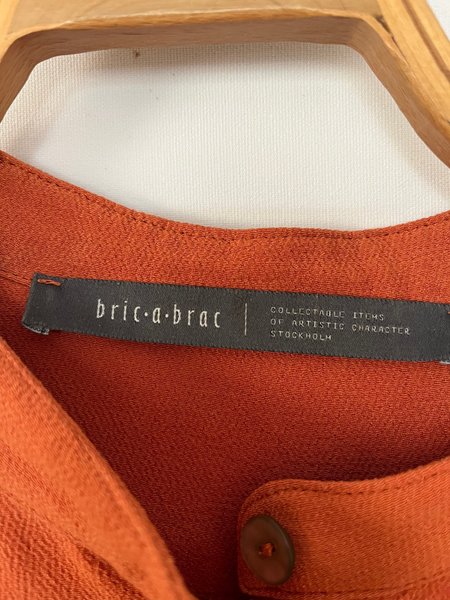 bric·a·brac
COLLECTABLE ITEMS
OF ARTISTIC CHARACTER
STOCKHOLM